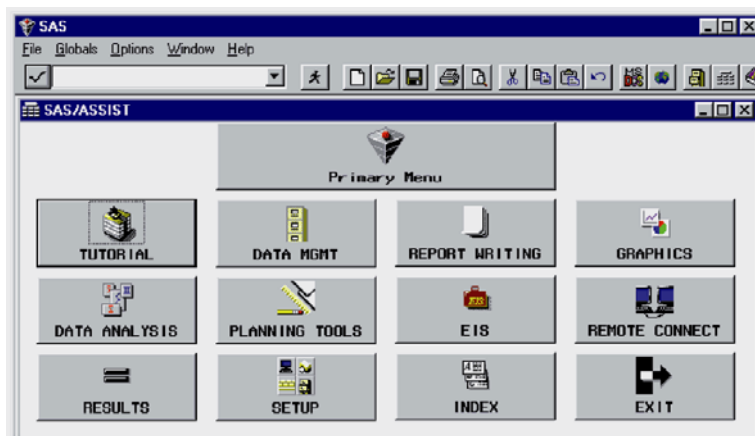 SAS
File Globals Options Window Help
SAS/ASSIST
Primary Menu
TUTORIAL DATA MGMT REPORT WRITING GRAPHICS
DATA ANALYSIS PLANNING TOOLS EIS REMOTE CONNECT
RESULTS SETUP INDEX EXIT